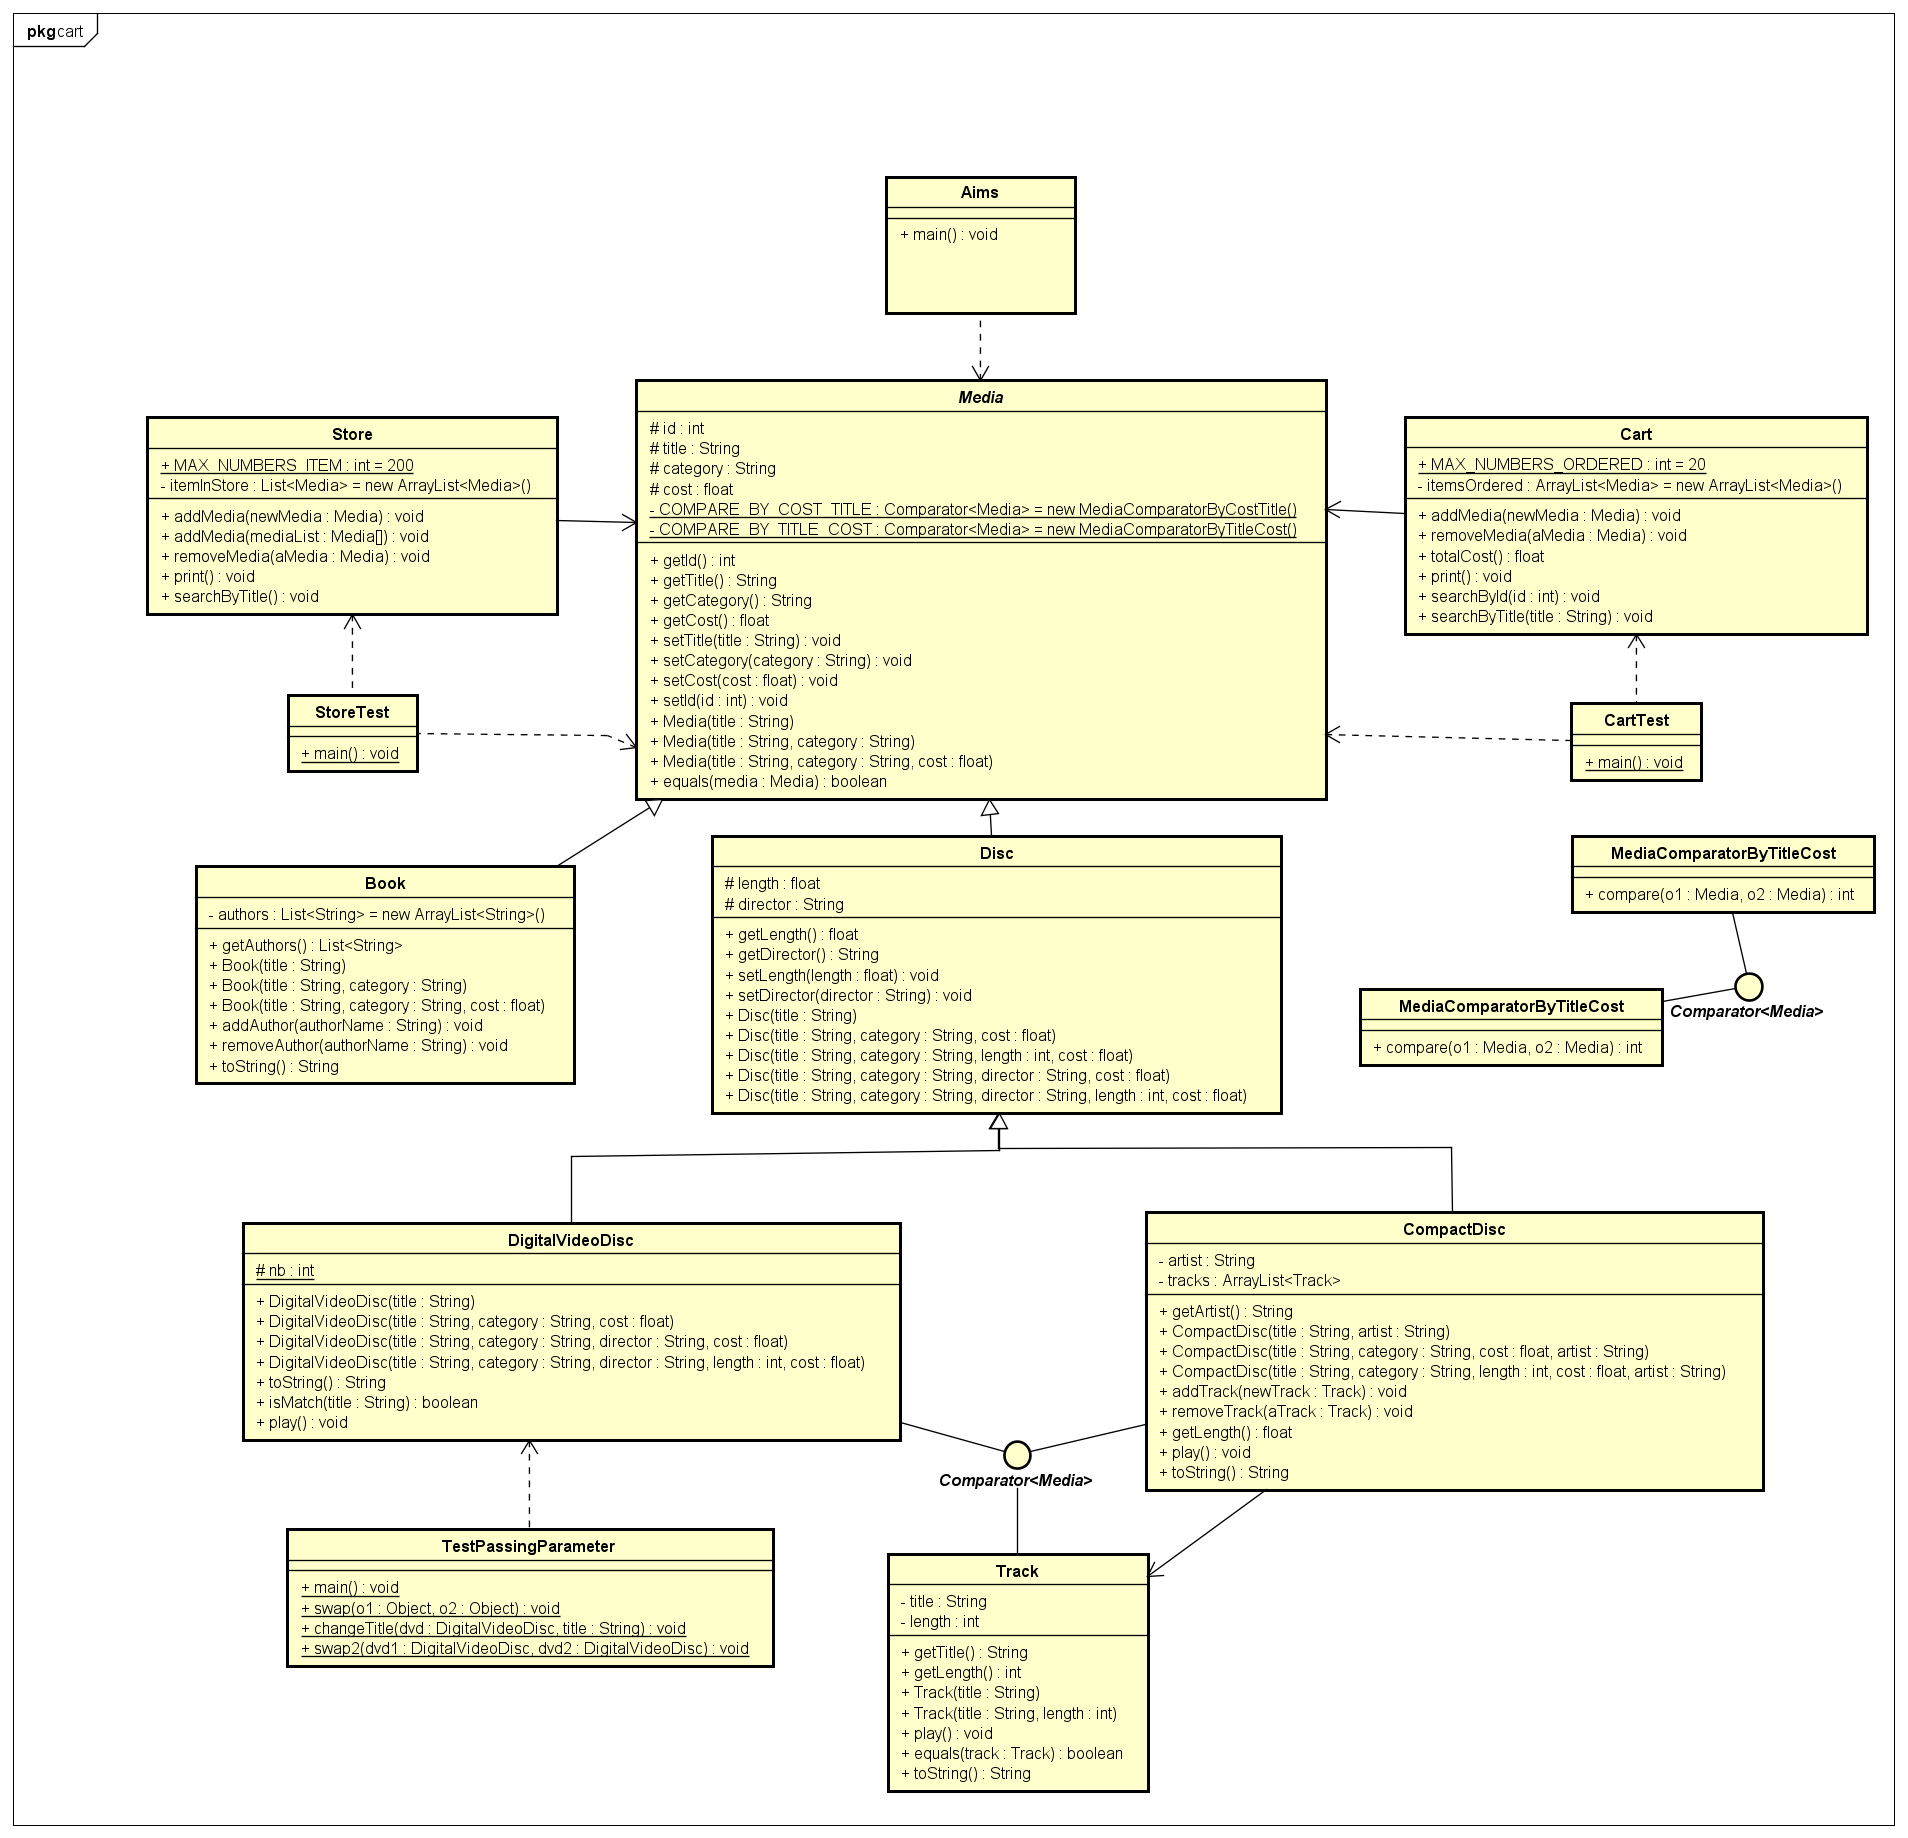 pkg cart
Aims
+ main() : void
Media
# id : int
# title : String
# category : String
# cost : float
- COMPARE_BY_COST_TITLE : Comparator<Media> = new MediaComparatorByCostTitle()
- COMPARE_BY_TITLE_COST : Comparator<Media> = new MediaComparatorByTitleCost()
+ getId() : int
+ getTitle() : String
+ getCategory() : String
+ getCost() : float
+ setTitle(title : String) : void
+ setCategory(category : String) : void
+ setCost(cost : float) : void
+ setId(id : int) : void
+ Media(title : String)
+ Media(title : String, category : String)
+ Media(title : String, category : String, cost : float)
+ equals(media : Media) : boolean
Store
+ MAX_NUMBERS_ITEM : int = 200
- itemInStore : List<Media> = new ArrayList<Media>()
+ addMedia(newMedia : Media) : void
+ addMedia(mediaList : Media[]) : void
+ removeMedia(aMedia : Media) : void
+ print() : void
+ searchByTitle() : void
Cart
+ MAX_NUMBERS_ORDERED : int = 20
- itemsOrdered : ArrayList<Media> = new ArrayList<Media>()
+ addMedia(newMedia : Media) : void
+ removeMedia(aMedia : Media) : void
+ totalCost() : float
+ print() : void
+ searchById(id : int) : void
+ searchByTitle(title : String) : void
StoreTest
+ main() : void
CartTest
+ main() : void
Book
- authors : List<String> = new ArrayList<String>()
+ getAuthors() : List<String>
+ Book(title : String)
+ Book(title : String, category : String)
+ Book(title : String, category : String, cost : float)
+ addAuthor(authorName : String) : void
+ removeAuthor(authorName : String) : void
+ toString() : String
Disc
# length : float
# director : String
+ getLength() : float
+ getDirector() : String
+ setLength(length : float) : void
+ setDirector(director : String) : void
+ Disc(title : String)
+ Disc(title : String, category : String, cost : float)
+ Disc(title : String, category : String, length : int, cost : float)
+ Disc(title : String, category : String, director : String, cost : float)
+ Disc(title : String, category : String, director : String, length : int, cost : float)
MediaComparatorByTitleCost
+ compare(o1 : Media, o2 : Media) : int
MediaComparatorByTitleCost
+ compare(o1 : Media, o2 : Media) : int
Comparator<Media>
DigitalVideoDisc
# nb : int
+ DigitalVideoDisc(title : String)
+ DigitalVideoDisc(title : String, category : String, cost : float)
+ DigitalVideoDisc(title : String, category : String, director : String, cost : float)
+ DigitalVideoDisc(title : String, category : String, director : String, length : int, cost : float)
+ toString() : String
+ isMatch(title : String) : boolean
+ play() : void
CompactDisc
- artist : String
- tracks : ArrayList<Track>
+ getArtist() : String
+ CompactDisc(title : String, artist : String)
+ CompactDisc(title : String, category : String, cost : float, artist : String)
+ CompactDisc(title : String, category : String, length : int, cost : float, artist : String)
+ addTrack(newTrack : Track) : void
+ removeTrack(aTrack : Track) : void
+ getLength() : float
+ play() : void
+ toString() : String
Comparator<Media>
TestPassingParameter
+ main() : void
+ swap(o1 : Object, o2 : Object) : void
+ changeTitle(dvd : DigitalVideoDisc, title : String) : void
+ swap2(dvd1 : DigitalVideoDisc, dvd2 : DigitalVideoDisc) : void
Track
- title : String
- length : int
+ getTitle() : String
+ getLength() : int
+ Track(title : String)
+ Track(title : String, length : int)
+ play() : void
+ equals(track : Track) : boolean
+ toString() : String